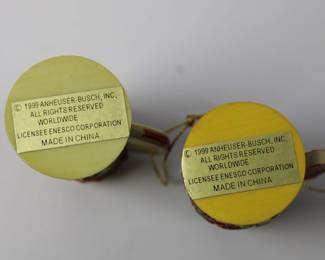 © 1999 ANHEUSER-BUSCH, INC.
ALL RIGHTS RESERVED
WORLDWIDE
LICENSEE ENESCO CORPORATION
MADE IN CHINA
© 1999 ANHEUSER-BUSCH, INC.
ALL RIGHTS RESERVED
WORLDWIDE
LICENSEE ENESCO CORPORATION
MADE IN CHINA